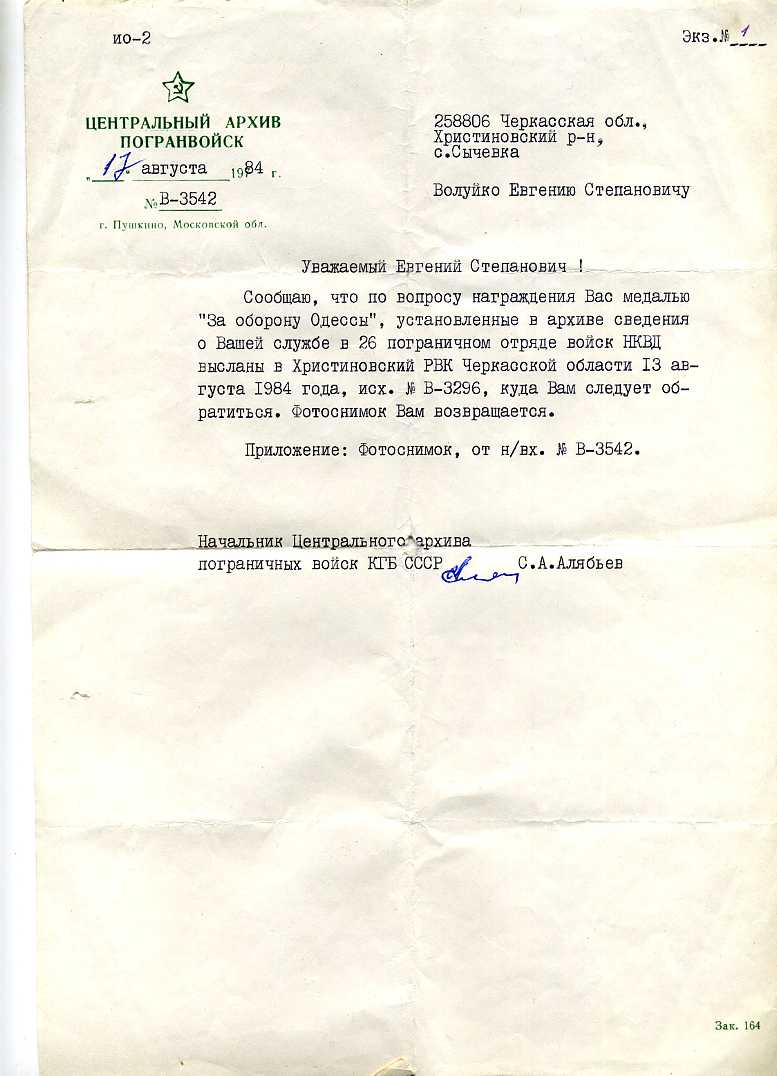 ио-2
Экз.№ 1
ЦЕНТРАЛЬНЫЙ АРХИВ
ПОГРАНВОЙСК
"17" августа 1984 г.
№ В-3542
г. Пушкино, Московской обл.
258806 Черкасская обл.,
Христиновский р-н,
с.Сычевка
Волуйко Евгению Степановичу
Уважаемый Евгений Степанович !
Сообщаю, что по вопросу награждения Вас медалью
"За оборону Одессы", установленные в архиве сведения
о Вашей службе в 26 пограничном отряде войск НКВД
высланы в Христиновский РВК Черкасской области 13 ав-
густа 1984 года, исх. № В-3296, куда Вам следует об-
ратиться. Фотоснимок Вам возвращается.
Приложение: Фотоснимок, от н/вх. № В-3542.
Начальник Центрального архива
пограничных войск КГБ СССР С.А.Алябьев
Зак. 164